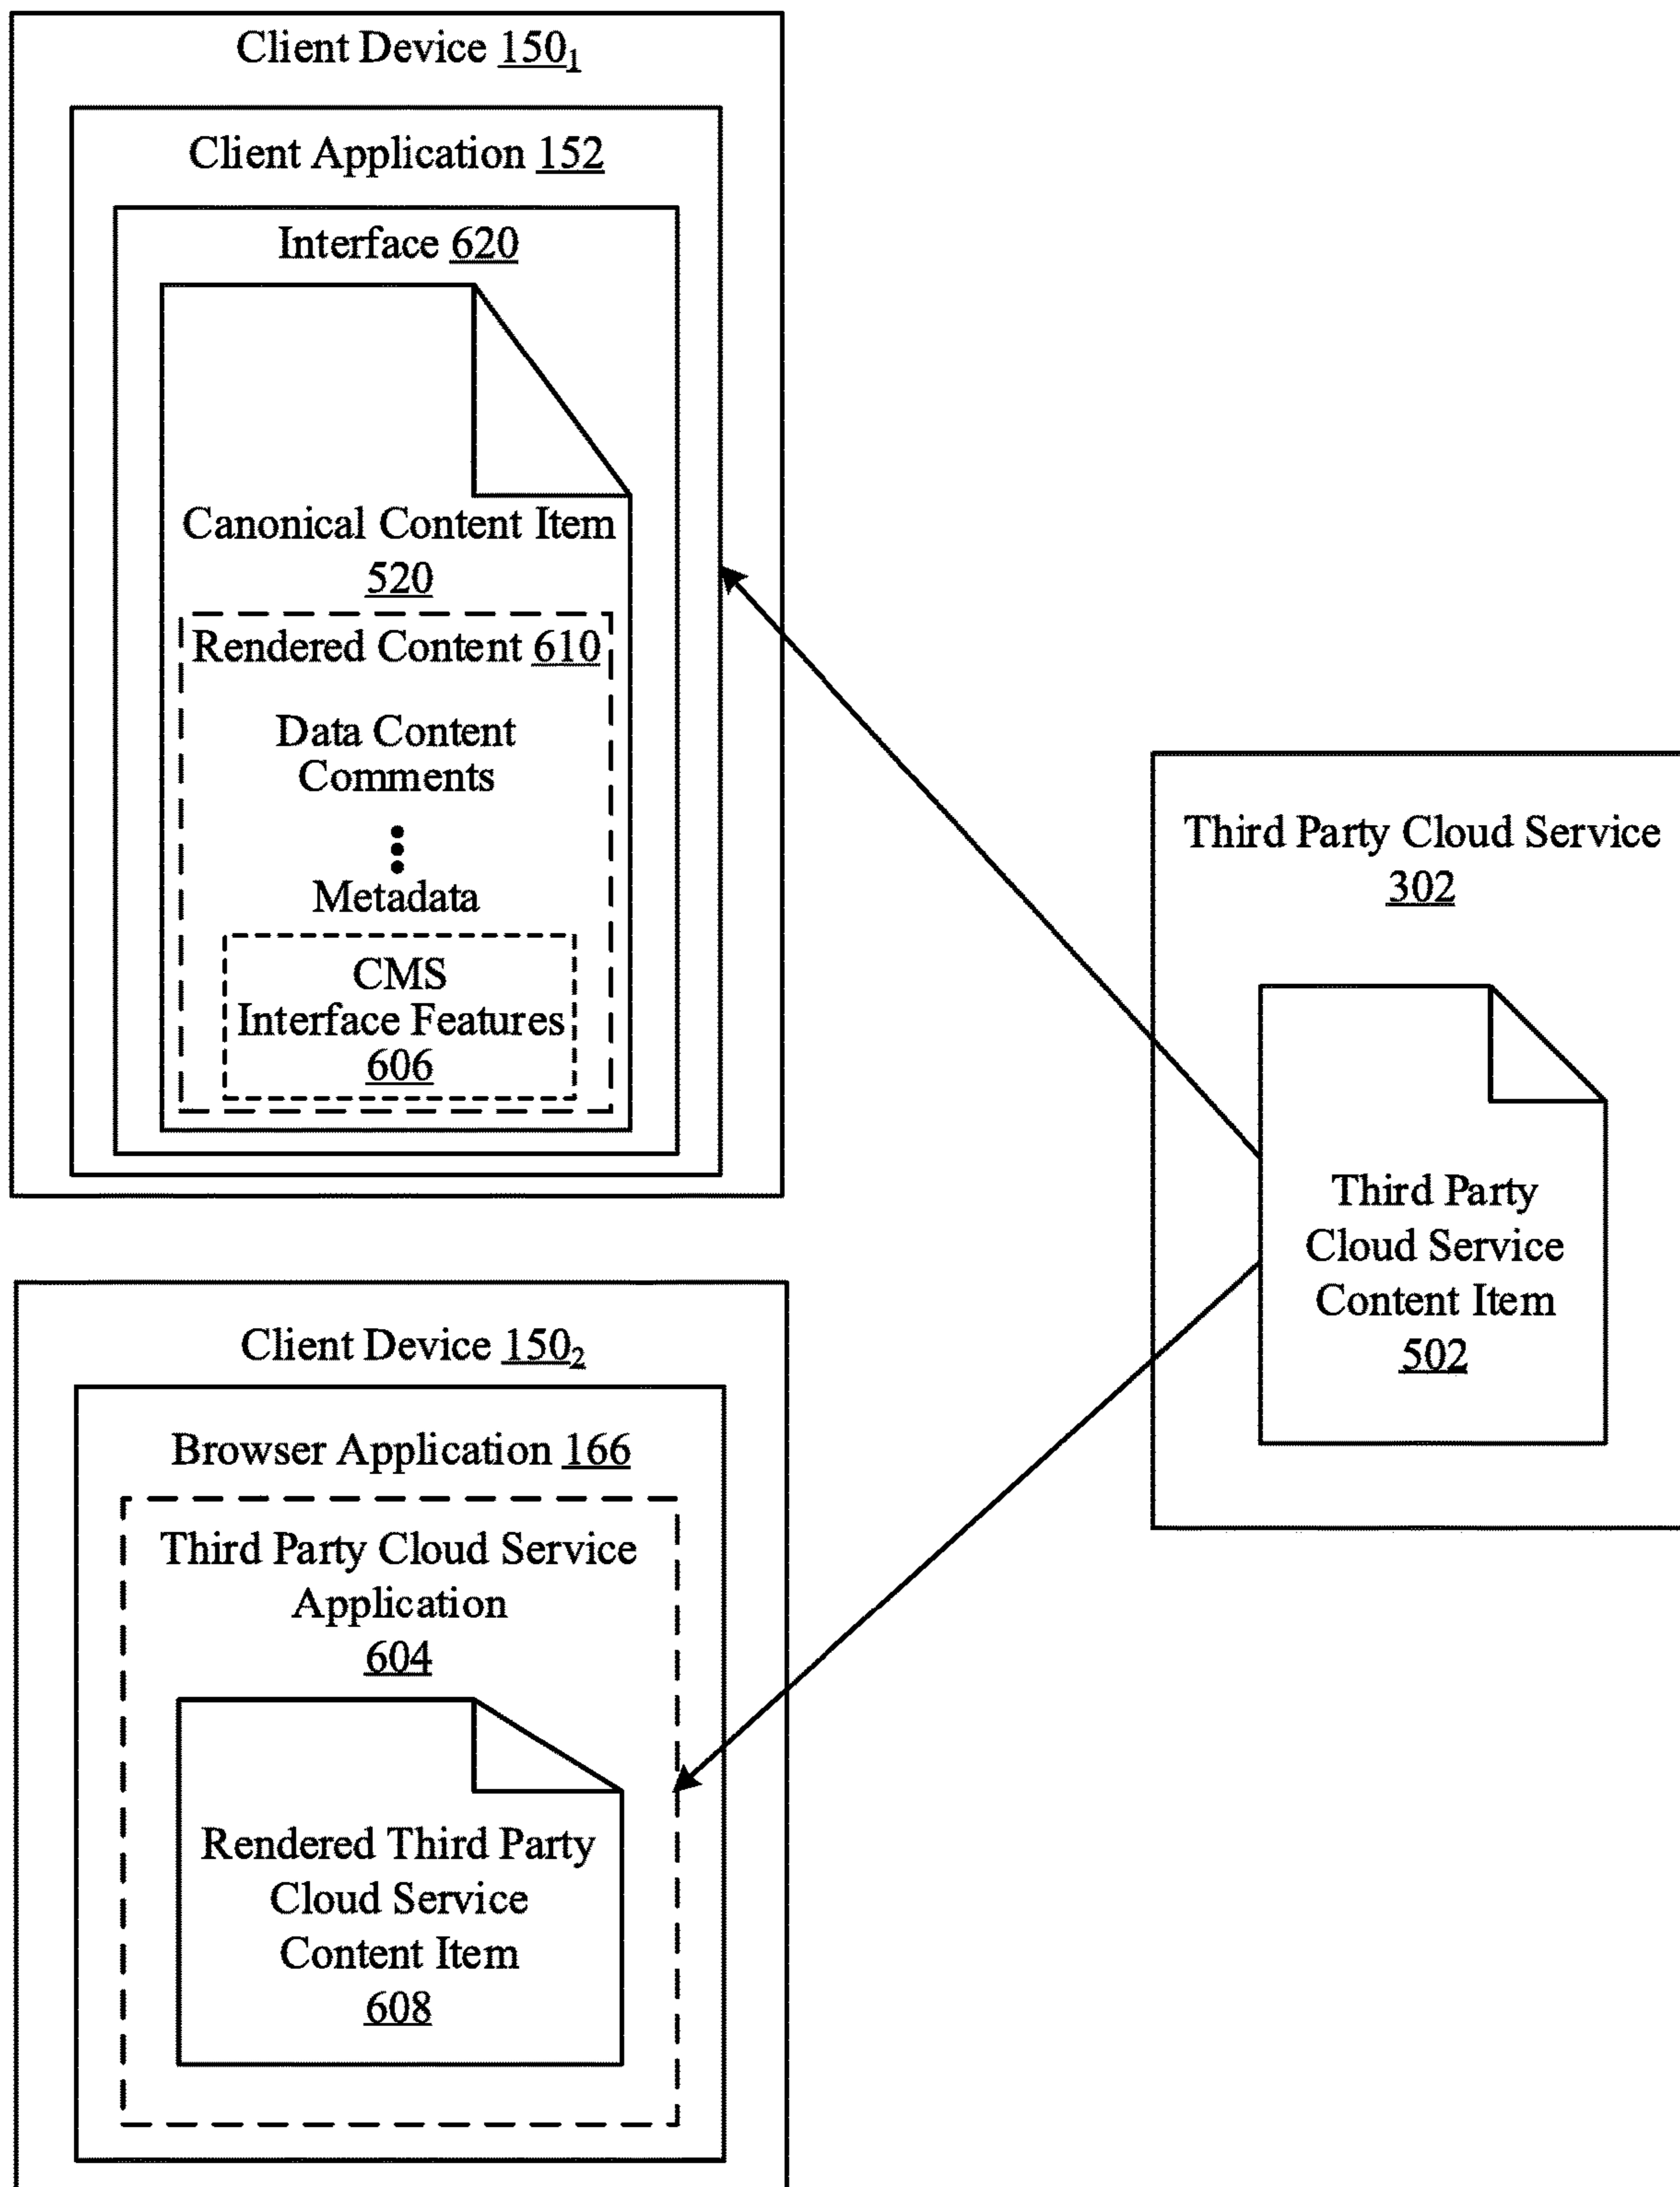 Client Device 150₁
Client Application 152
Interface 620
Canonical Content Item
520
Rendered Content 610
Data Content
Comments
Metadata
CMS
Interface Features
606
Third Party Cloud Service
302
Third Party
Cloud Service
Content Item
502
Client Device 150₂
Browser Application 166
Third Party Cloud Service
Application
604
Rendered Third Party
Cloud Service
Content Item
608